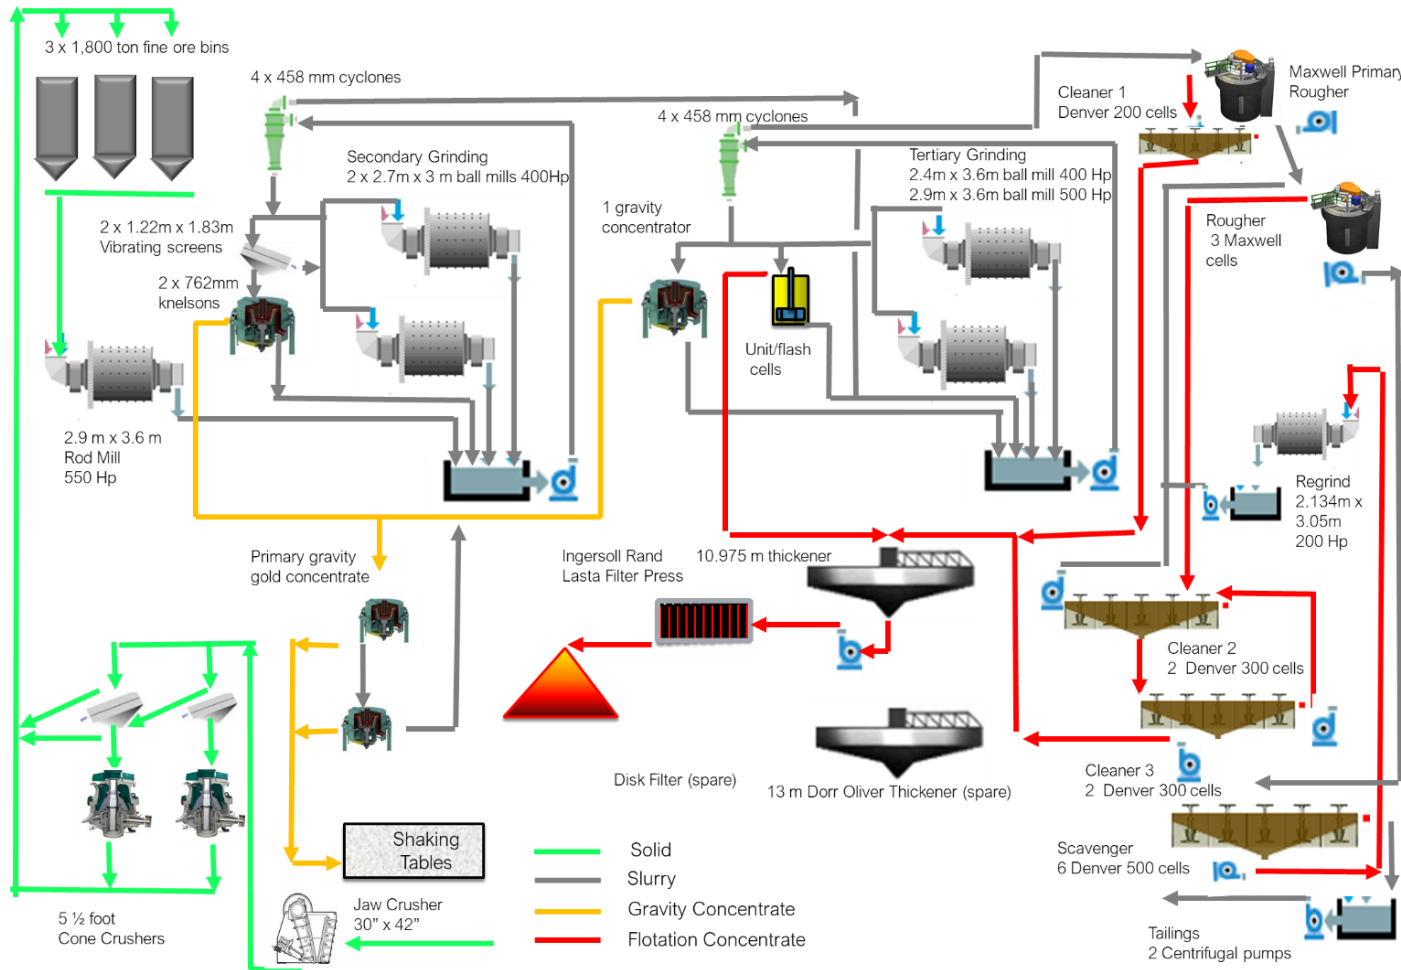 3 x 1,800 ton fine ore bins
4 x 458 mm cyclones
Secondary Grinding
2 x 2.7m x 3 m ball mills 400Hp
2 x 1.22m x 1.83m
Vibrating screens
2 x 762mm
knelsons
2.9 m x 3.6 m
Rod Mill
550 Hp
4 x 458 mm cyclones
1 gravity
concentrator
Unit/flash
cells
Tertiary Grinding
2.4m x 3.6m ball mill 400 Hp
2.9m x 3.6m ball mill 500 Hp
Cleaner 1
Denver 200 cells
Maxwell Primary
Rougher
Rougher
3 Maxwell
cells
Regrind
2.134m x
3.05m
200 Hp
Primary gravity
gold concentrate
Ingersoll Rand
Lasta Filter Press
10.975 m thickener
Cleaner 2
2 Denver 300 cells
Disk Filter (spare)
13 m Dorr Oliver Thickener (spare)
Cleaner 3
2 Denver 300 cells
Scavenger
6 Denver 500 cells
Tailings
2 Centrifugal pumps
Shaking
Tables
5 ½ foot
Cone Crushers
Jaw Crusher
30” x 42”
Solid
Slurry
Gravity Concentrate
Flotation Concentrate